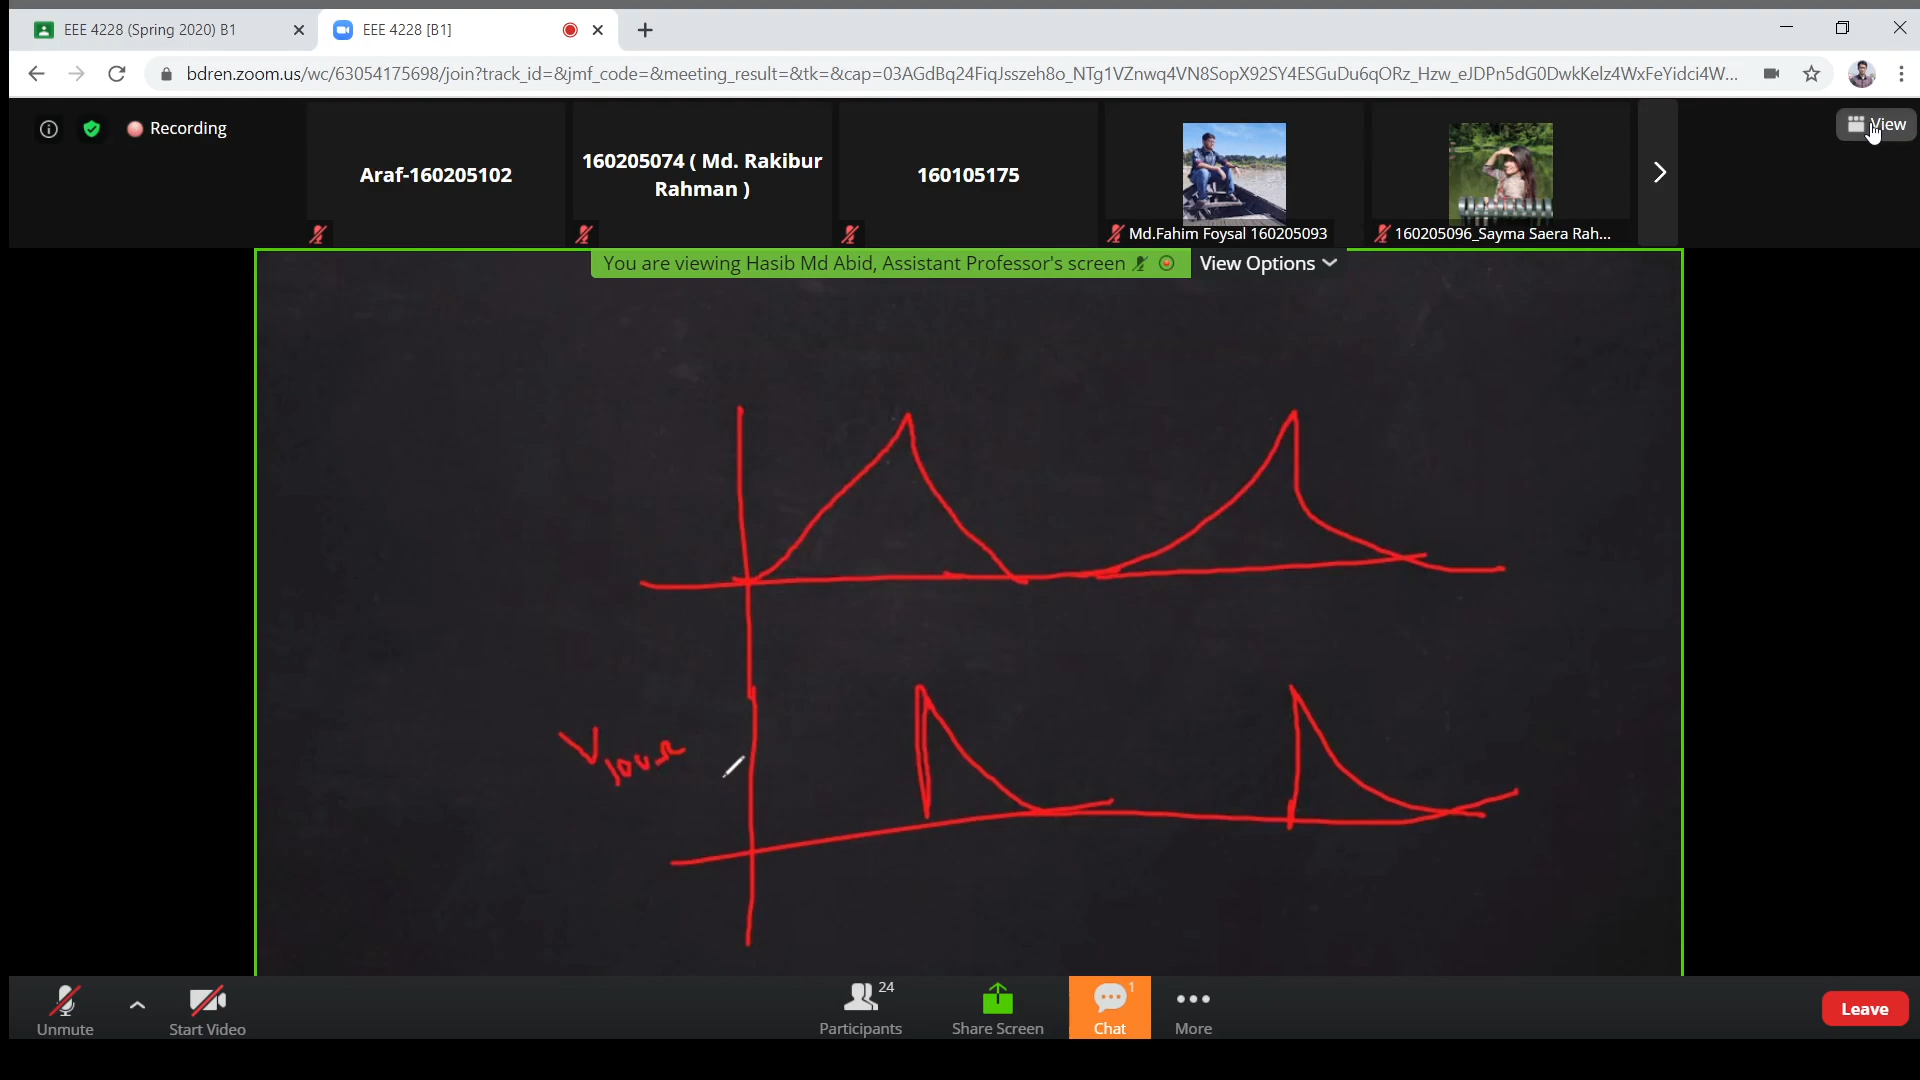 EEE 4228 (Spring 2020) B1
EEE 4228 [B1]
bdren.zoom.us/wc/63054175698/join?track_id=&jmf_code=&meeting_result=&tk=&cap=03AGdBq24FiqJsszeh8o_NTg1VZnwq4VN8SopX92SY4ESGuDu6qORz_Hzw_eJDPn5dG0DwkKelz4WxFeYidci4W...
Recording
Araf-160205102
160205074 ( Md. Rakibur
Rahman )
160105175
Md.Fahim Foysal 160205093
160205096_Sayma Saera Rah...
View
You are viewing Hasib Md Abid, Assistant Professor's screen
View Options
V100Ω
Unmute
Start Video
24
Participants
Share Screen
1
Chat
More
Leave